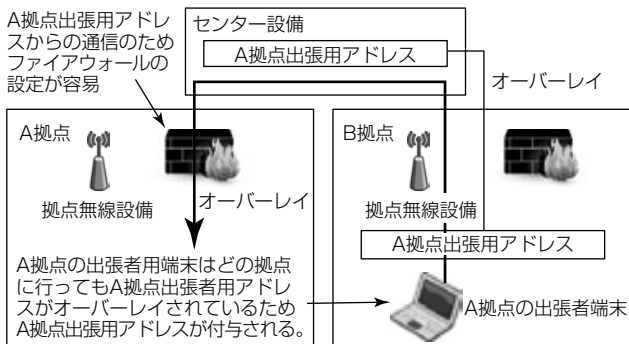 A拠点出張用アドレ
スからの通信のため
ファイアウォールの
設定が容易
センター設備
A拠点出張用アドレス
オーバーレイ
A拠点
拠点無線設備
オーバーレイ
B拠点
拠点無線設備
A拠点出張用アドレス
A拠点の出張者用端末はどの拠点
に行ってもA拠点出張者用アドレ
スがオーバーレイされているため
A拠点出張用アドレスが付与される。
A拠点の出張者端末